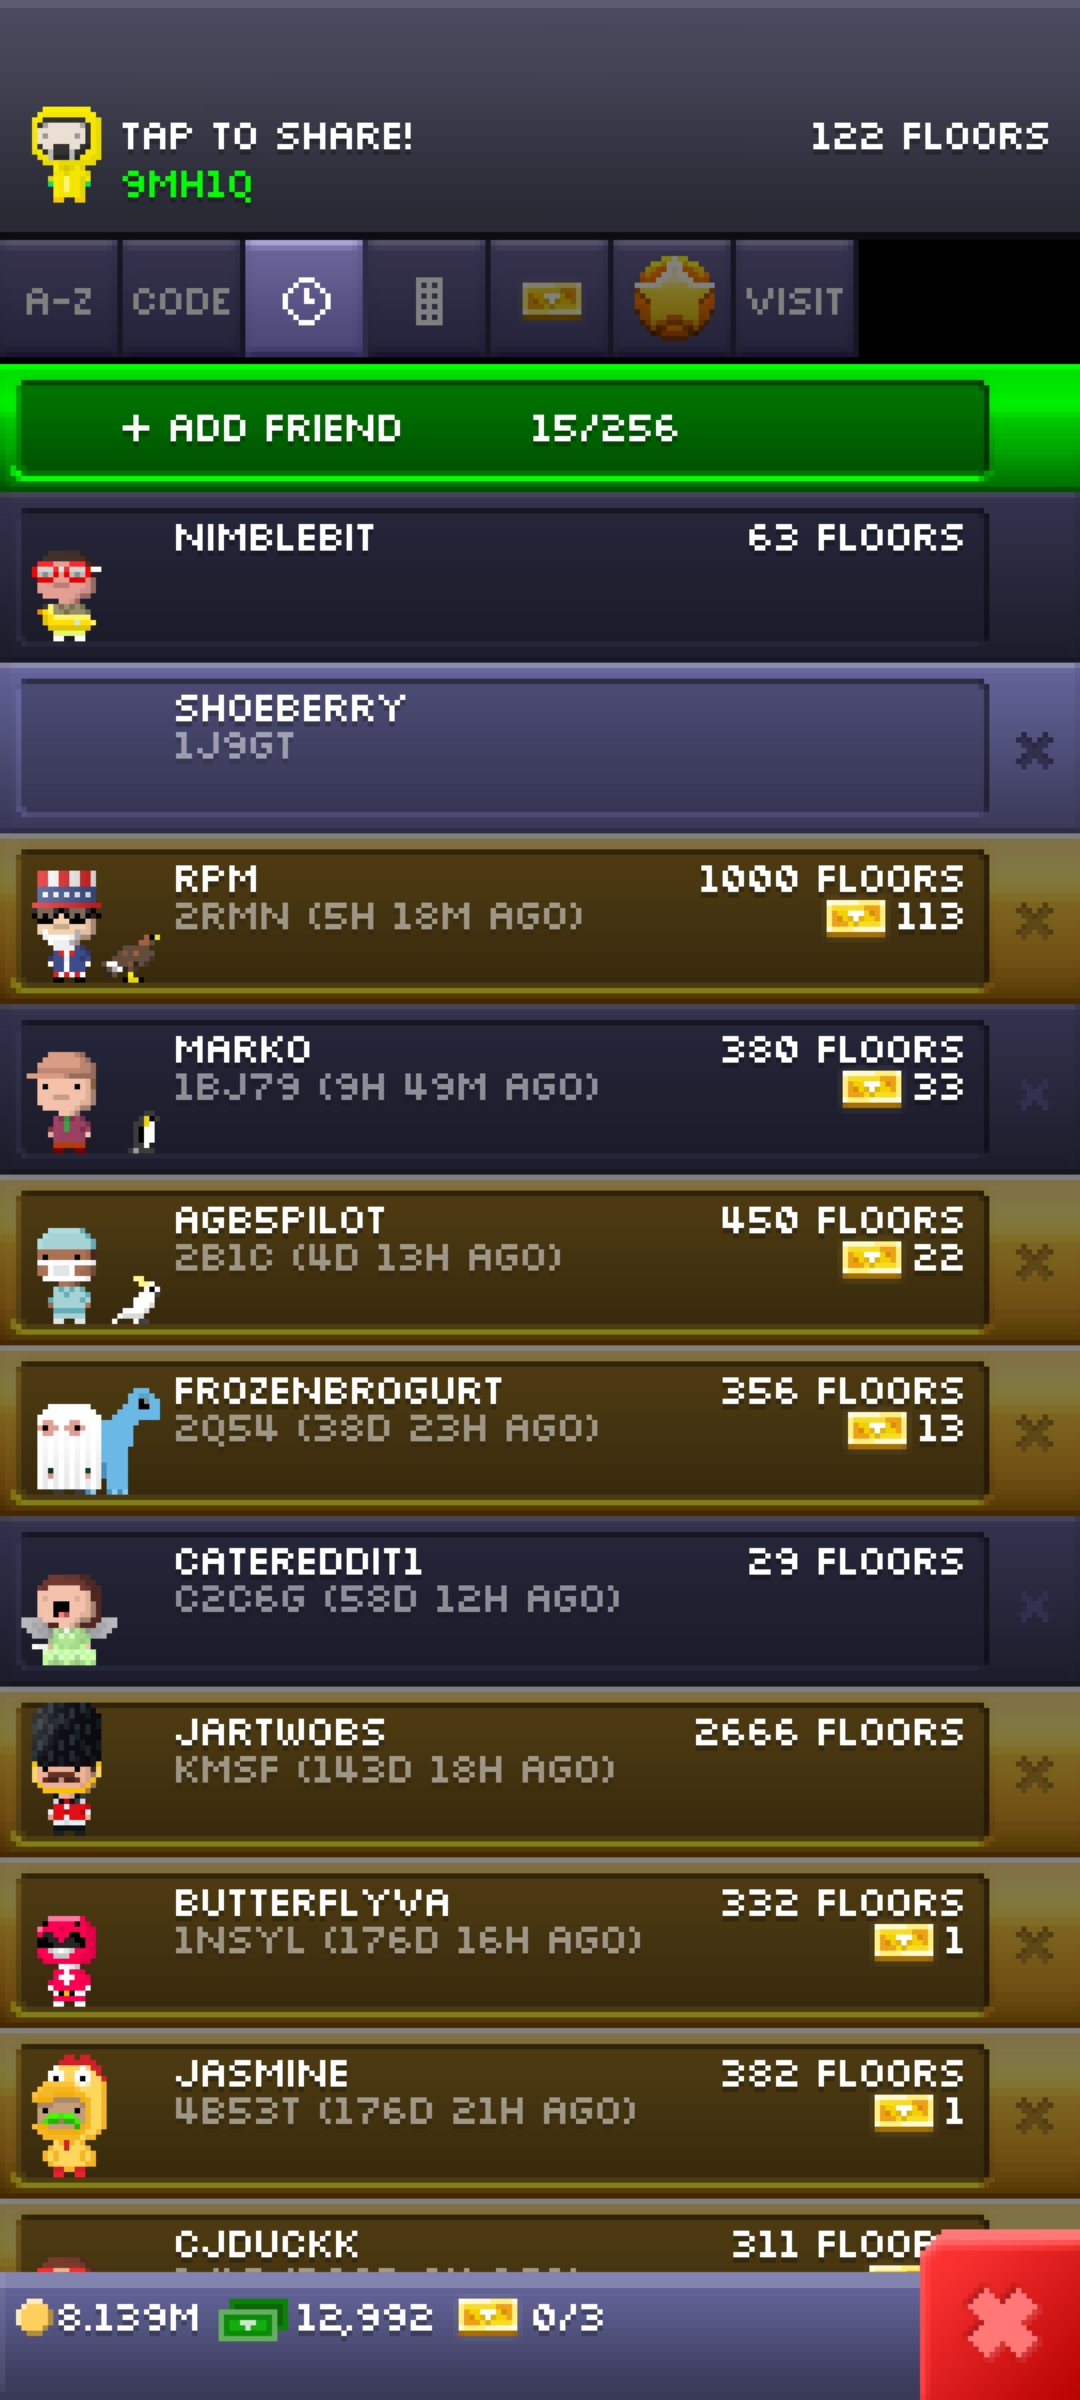 TAP TO SHARE!
122 FLOORS
9MH1Q
A-Z CODE VISIT
+ ADD FRIEND 15/256
NIMBLEBIT 63 FLOORS
SHOEBERRY
1J9GT
RPM 1000 FLOORS
2RMN (5H 18M AGO) 113
MARKO 380 FLOORS
1BJ79 (9H 49M AGO) 33
AGB5PILOT 450 FLOORS
2B1C (4D 13H AGO) 22
FROZENBROGURT 356 FLOORS
2Q54 (38D 23H AGO) 13
CATEREDDIT1 29 FLOORS
C2C6G (58D 12H AGO)
JARTWOBS 2666 FLOORS
KMSF (143D 18H AGO)
BUTTERFLYVA 332 FLOORS
1NSYL (176D 16H AGO) 1
JASMINE 382 FLOORS
4B53T (176D 21H AGO) 1
CJDUCKK 311
8.139M 12,992 0/3